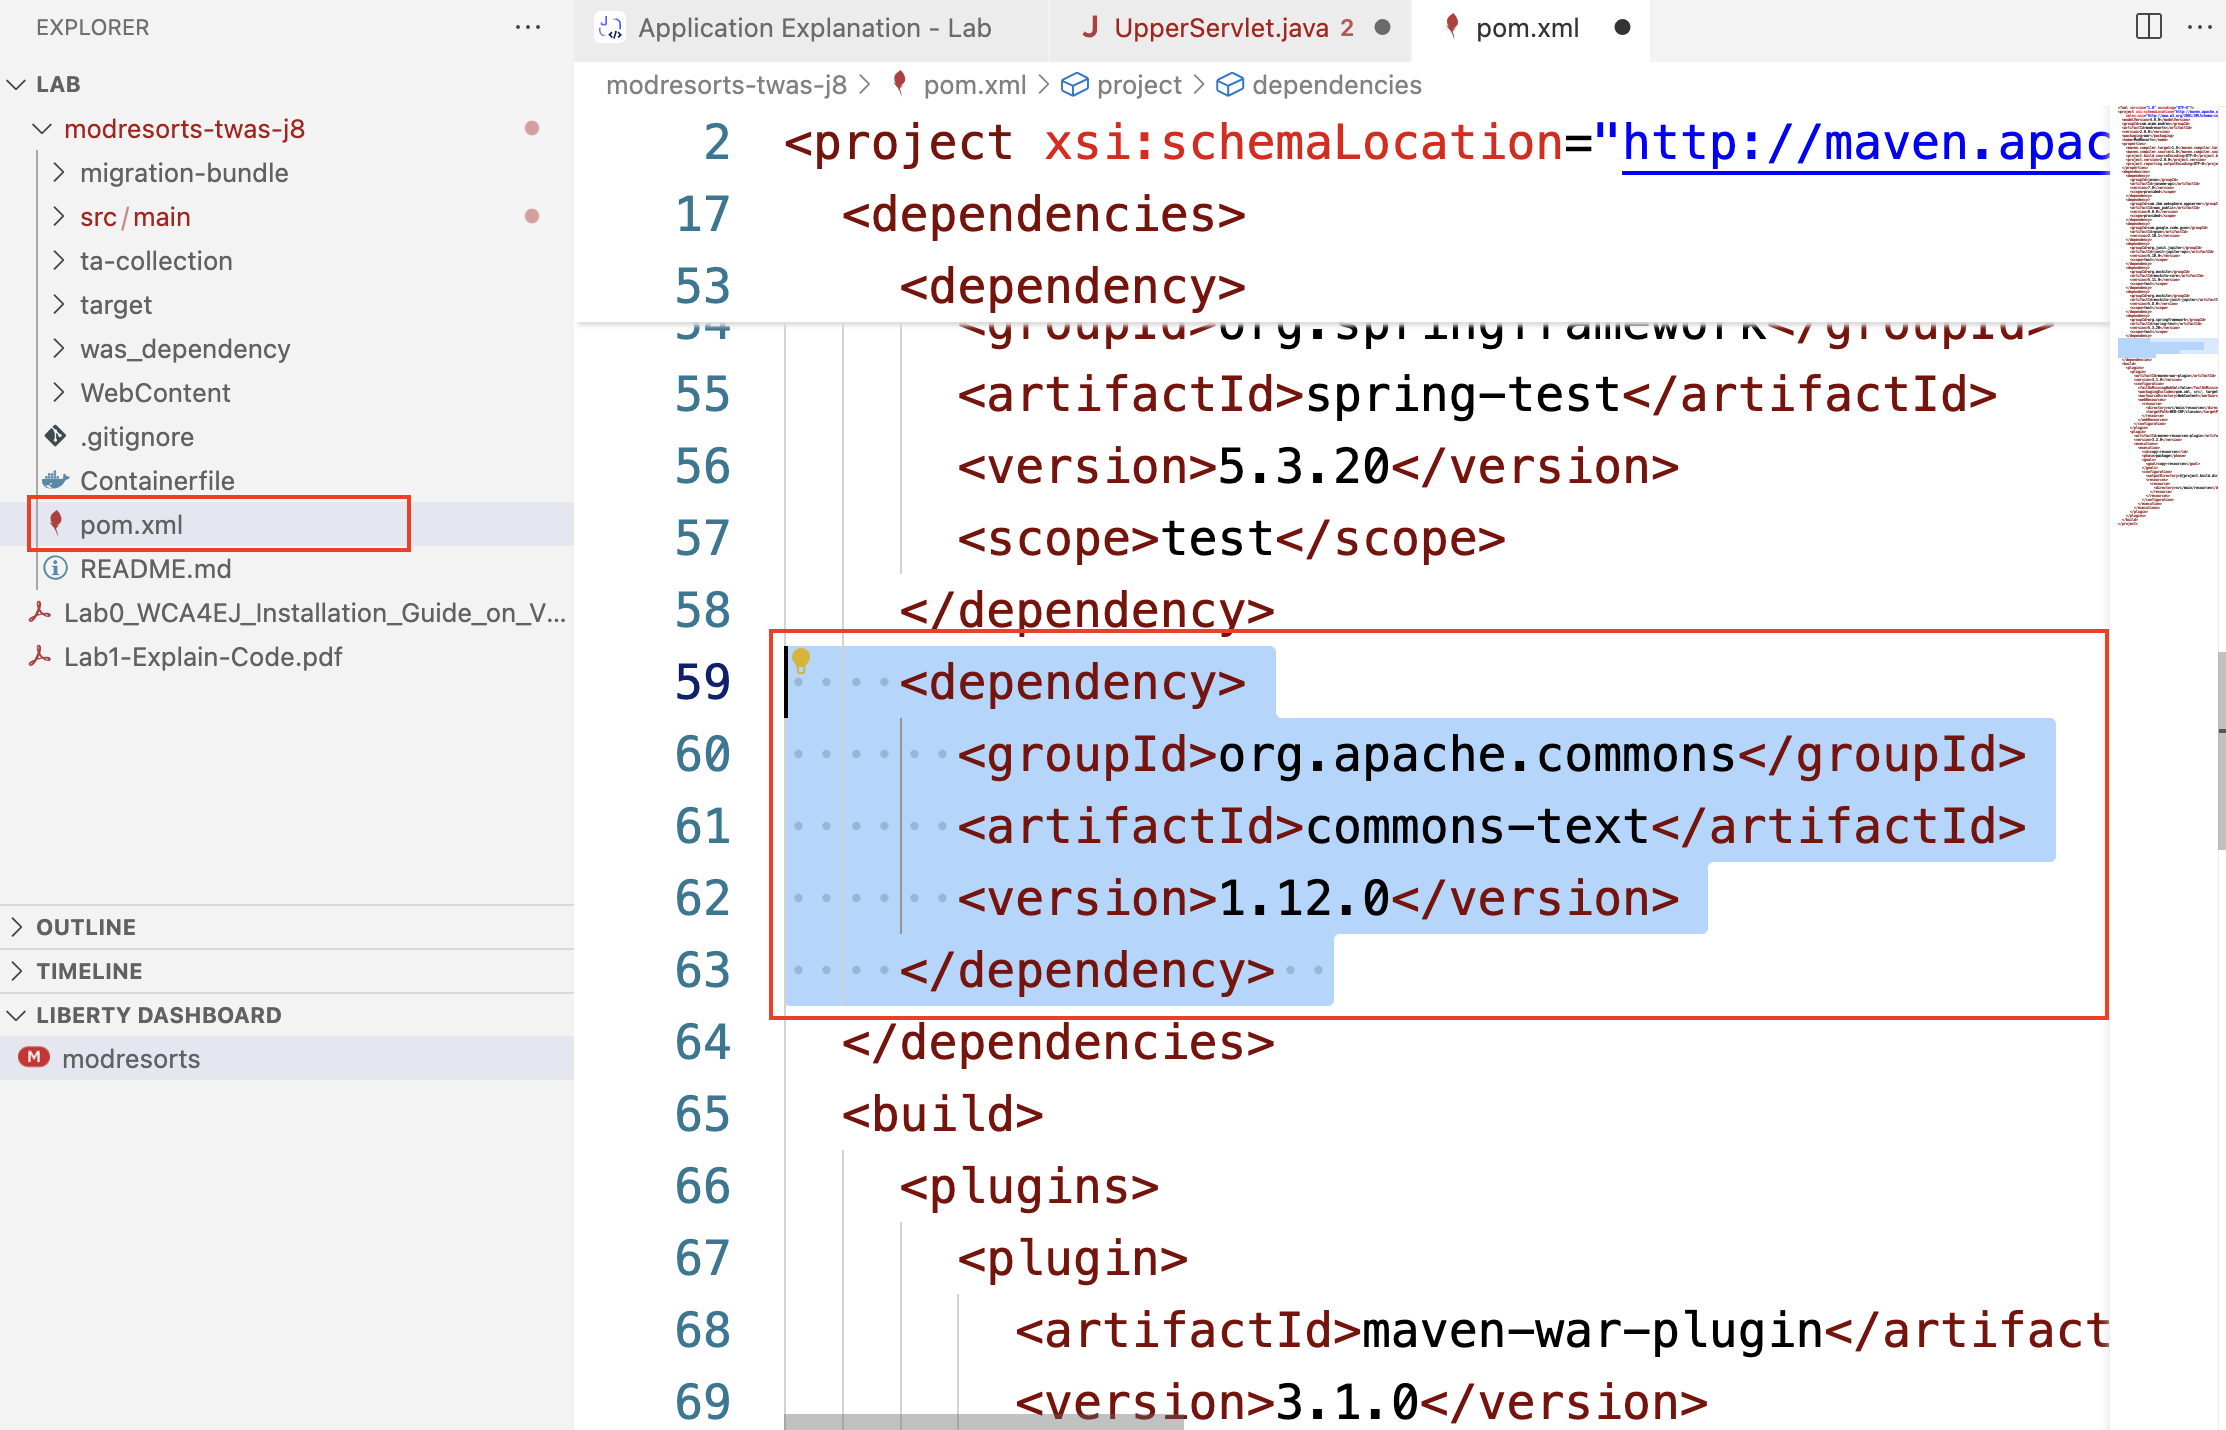 EXPLORER
LAB
modresorts-twas-j8
migration-bundle
src/main
ta-collection
target
was_dependency
WebContent
.gitignore
Containerfile
pom.xml
README.md
Lab0_WCA4EJ_Installation_Guide_on_V...
Lab1-Explain-Code.pdf
OUTLINE
TIMELINE
LIBERTY DASHBOARD
M modresorts
Application Explanation - Lab
J UpperServlet.java 2
pom.xml
modresorts-twas-j8 > pom.xml > project > dependencies
2 <project xsi:schemaLocation="http://maven.apac
17 <dependencies>
53 <dependency>
54 <groupId>org.springframework</groupId>
55 <artifactId>spring-test</artifactId>
56 <version>5.3.20</version>
57 <scope>test</scope>
58 </dependency>
59 <dependency>
60 <groupId>org.apache.commons</groupId>
61 <artifactId>commons-text</artifactId>
62 <version>1.12.0</version>
63 </dependency>
64 </dependencies>
65 <build>
66 <plugins>
67 <plugin>
68 <artifactId>maven-war-plugin</artifact
69 <version>3.1.0</version>